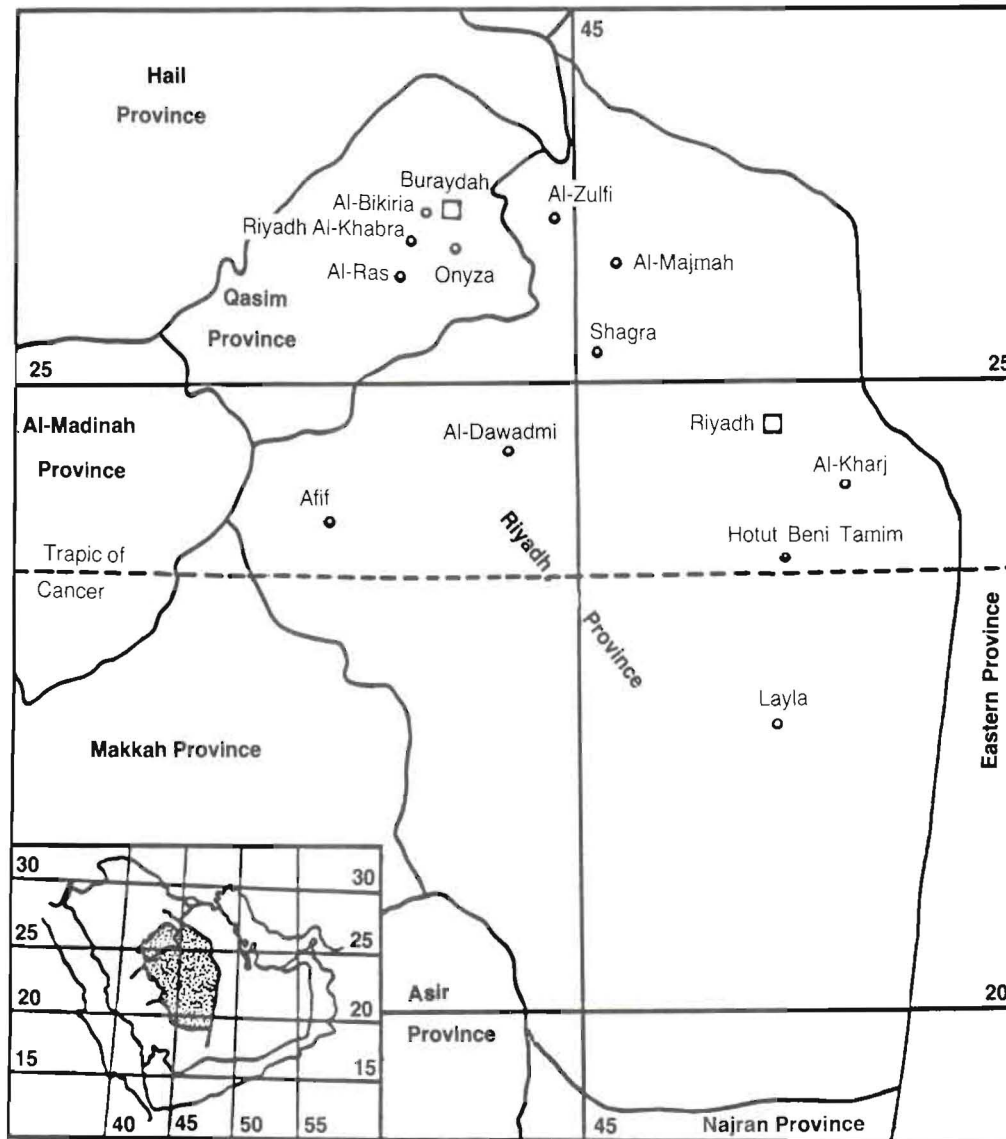 45
Hail
Province
Buraydah
Al-Bikiria
Al-Zulfi
Riyadh Al-Khabra
Al-Ras
Onyza
Al-Majmah
Qasim
Province
Shagra
25
25
Al-Madinah
Province
Al-Dawadmi
Riyadh
Al-Kharj
Afif
Riyadh
Province
Hotut Beni Tamim
Trapic of
Cancer
Eastern Province
Layla
Makkah Province
30
30
25
25
20
20
15
15
40
45
50
55
Asir
Province
20
45
Najran Province